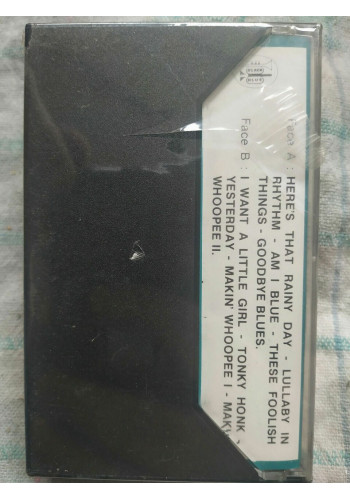 Face A : HERE'S THAT RAINY DAY - LULLABY IN
RHYTHM - AM I BLUE - THESE FOOLISH
THINGS - GOODBYE BLUES.
Face B : I WANT A LITTLE GIRL - TONKY HONK -
YESTERDAY - MAKIN' WHOOPEE I - MAKI
WHOOPEE II.